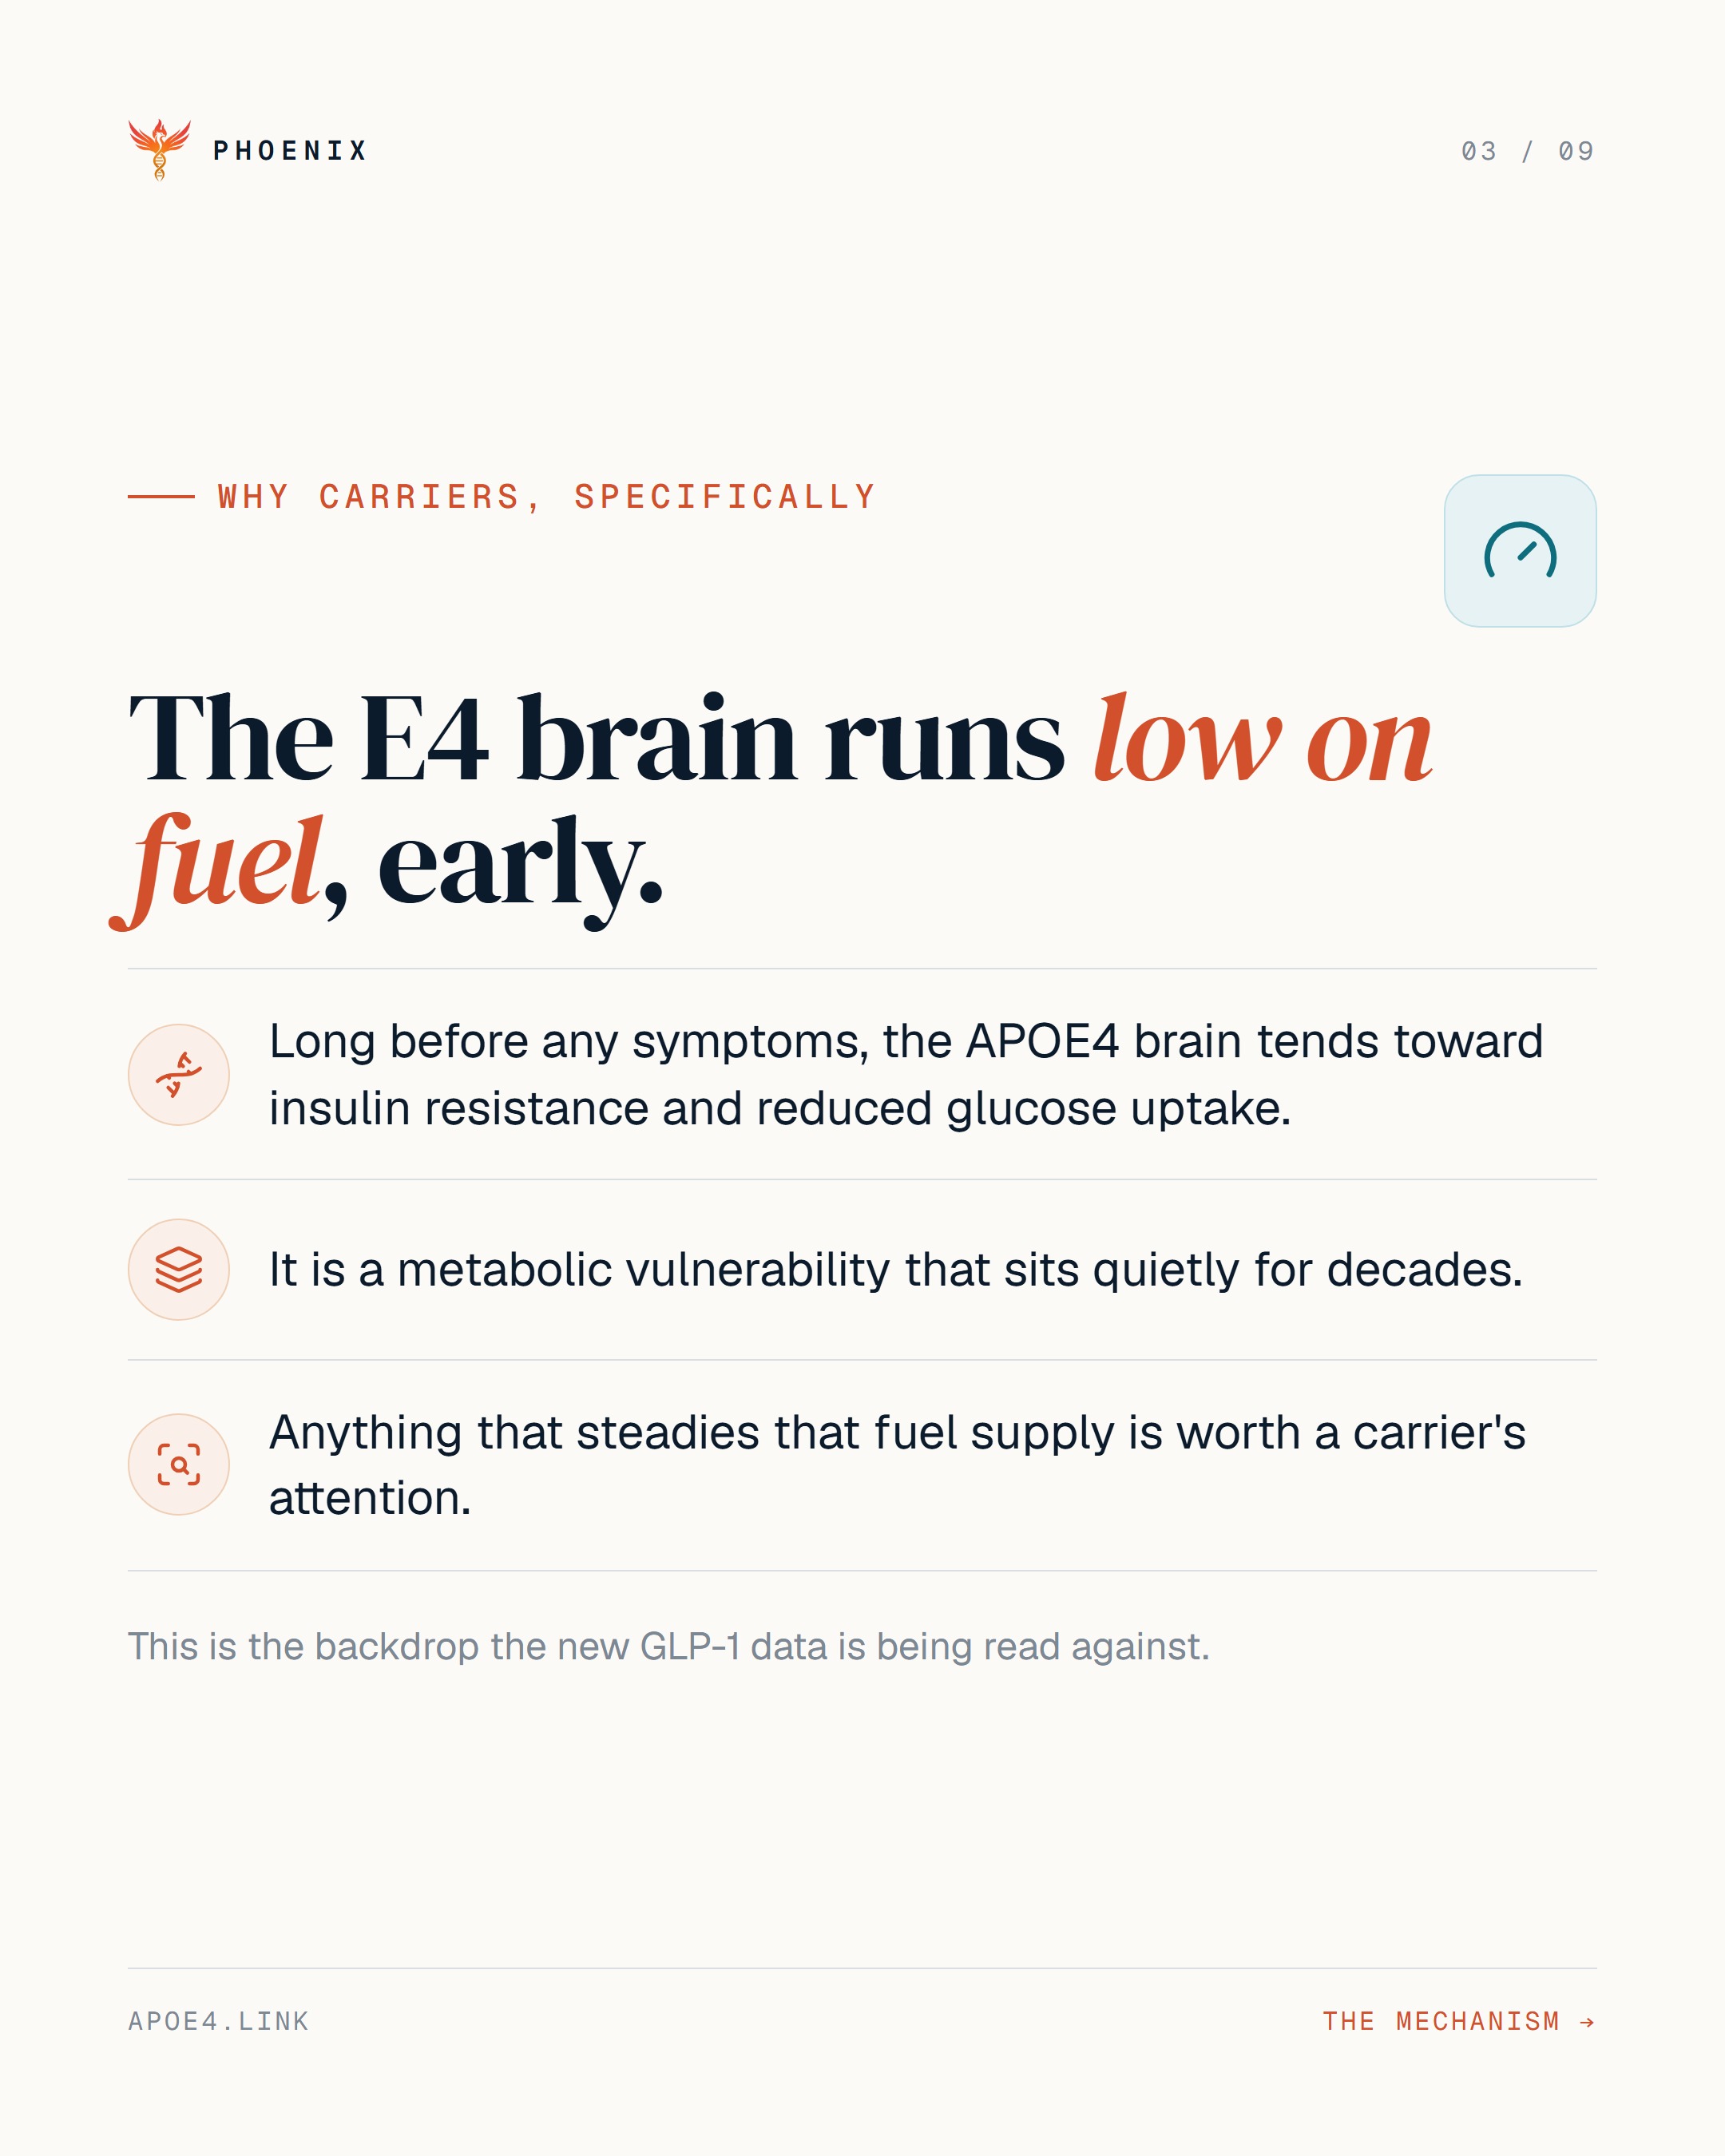 PHOENIX
03 / 09
WHY CARRIERS, SPECIFICALLY
The E4 brain runs low on
fuel, early.
Long before any symptoms, the APOE4 brain tends toward
insulin resistance and reduced glucose uptake.
It is a metabolic vulnerability that sits quietly for decades.
Anything that steadies that fuel supply is worth a carrier's
attention.
This is the backdrop the new GLP-1 data is being read against.
APOE4.LINK
THE MECHANISM →